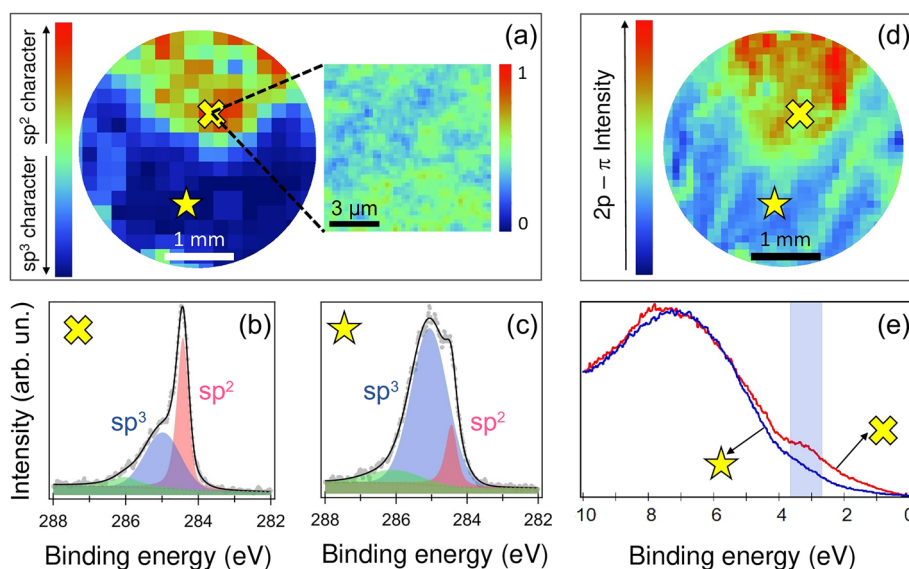 (a)
sp² character
sp³ character
1 mm
3 µm
1
0
(d)
2p – π Intensity
1 mm
(b)
sp³
sp²
Intensity (arb. un.)
288 286 284 282
Binding energy (eV)
(c)
sp³
sp²
288 286 284 282
Binding energy (eV)
(e)
10 8 6 4 2 0
Binding energy (eV)